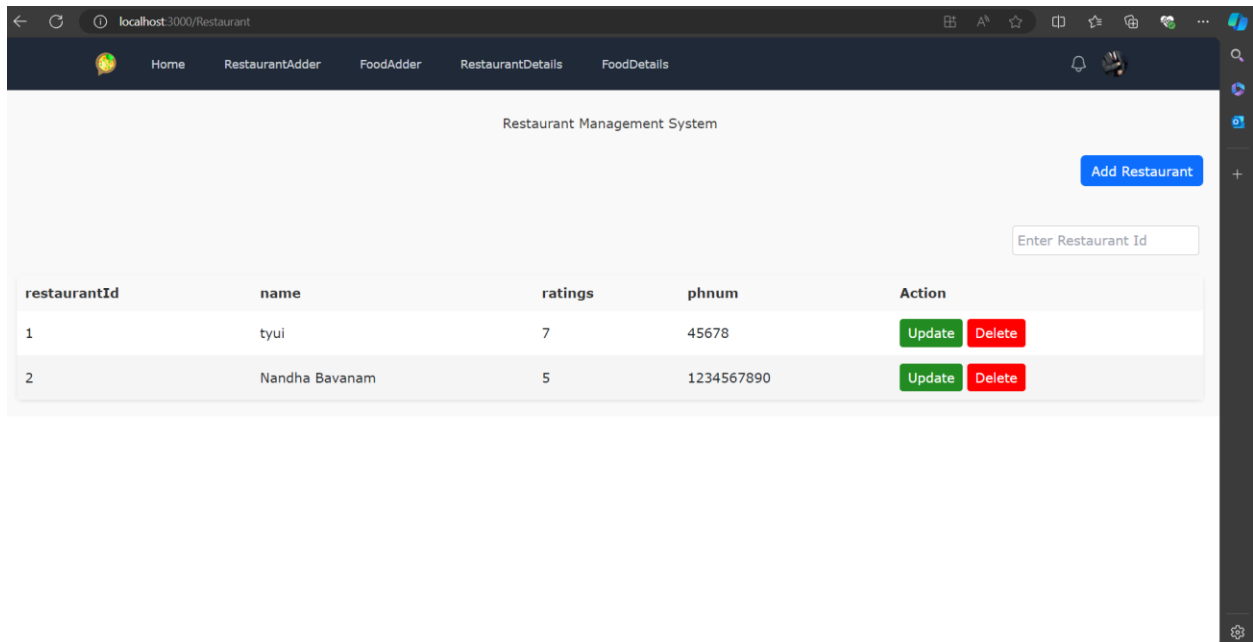 localhost:3000/Restaurant
Home RestaurantAdder FoodAdder RestaurantDetails FoodDetails
Restaurant Management System
Add Restaurant
Enter Restaurant Id
restaurantId name ratings phnum Action
1 tyui 7 45678 Update Delete
2 Nandha Bavanam 5 1234567890 Update Delete